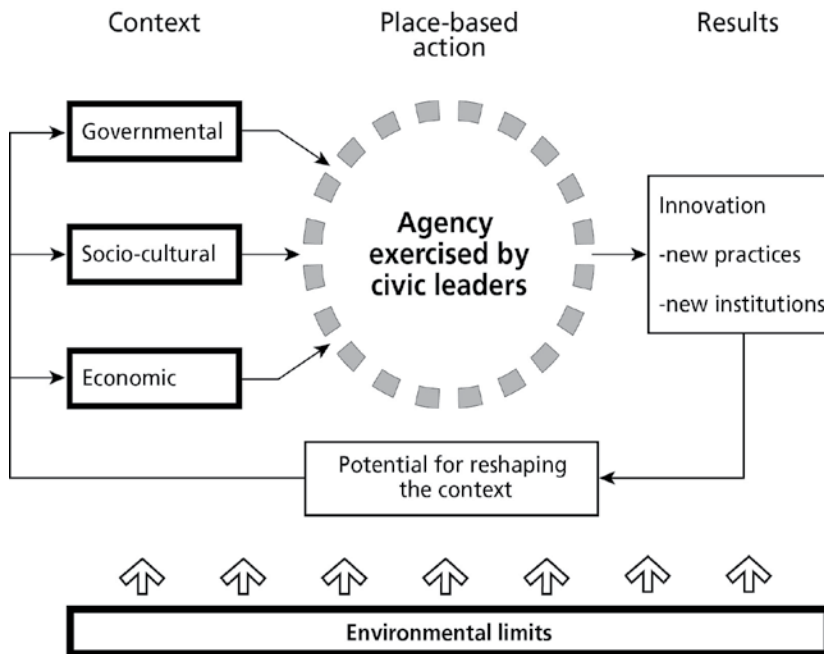 Context
Place-based
action
Results
Governmental
Socio-cultural
Economic
Agency
exercised by
civic leaders
Innovation
-new practices
-new institutions
Potential for reshaping
the context
Environmental limits